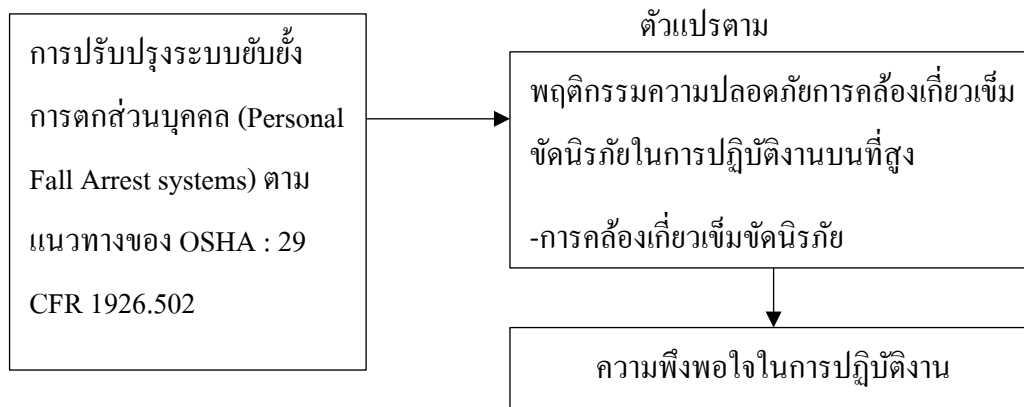 การปรับปรุงระบบยับยั้ง
การตกส่วนบุคคล (Personal
Fall Arrest systems) ตาม
แนวทางของ OSHA : 29
CFR 1926.502
ตัวแปรตาม
พฤติกรรมความปลอดภัยการคล้องเกี่ยวเข็ม
ขัดนิรภัยในการปฏิบัติงานบนที่สูง
-การคล้องเกี่ยวเข็มขัดนิรภัย
ความพึงพอใจในการปฏิบัติงาน